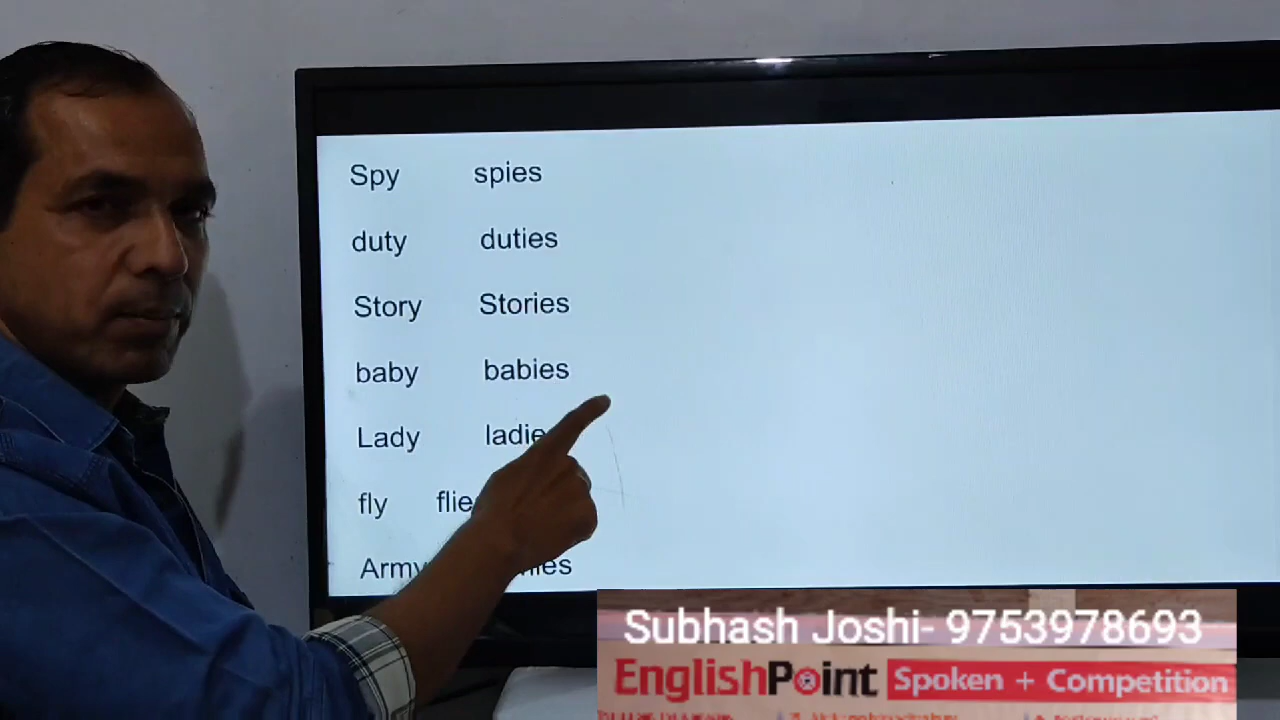 Spy spies
duty duties
Story Stories
baby babies
Lady
fly
Army
Subhash Joshi- 9753978693
EnglishPoint Spoken + Competition